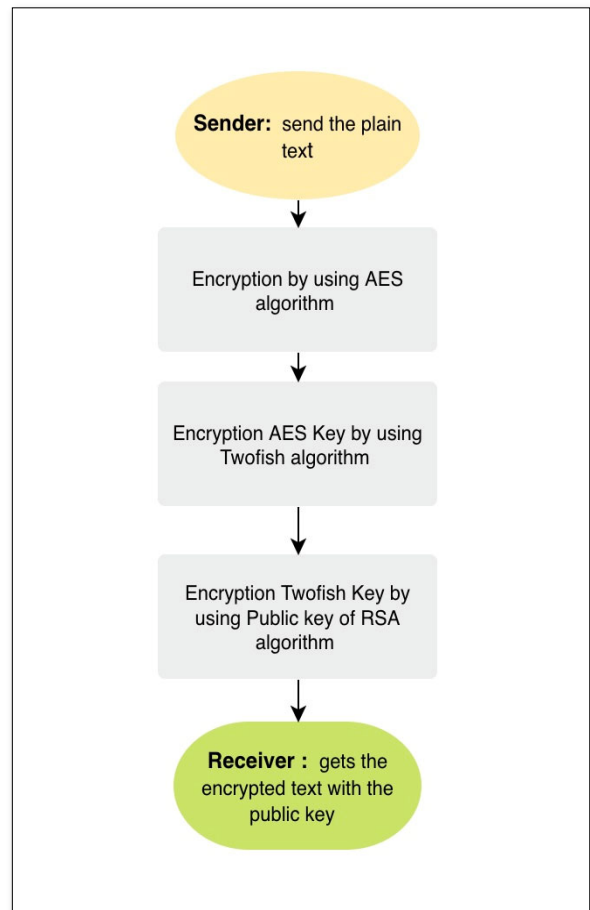 Sender: send the plain
text
Encryption by using AES
algorithm
Encryption AES Key by using
Twofish algorithm
Encryption Twofish Key by
using Public key of RSA
algorithm
Receiver : gets the
encrypted text with the
public key